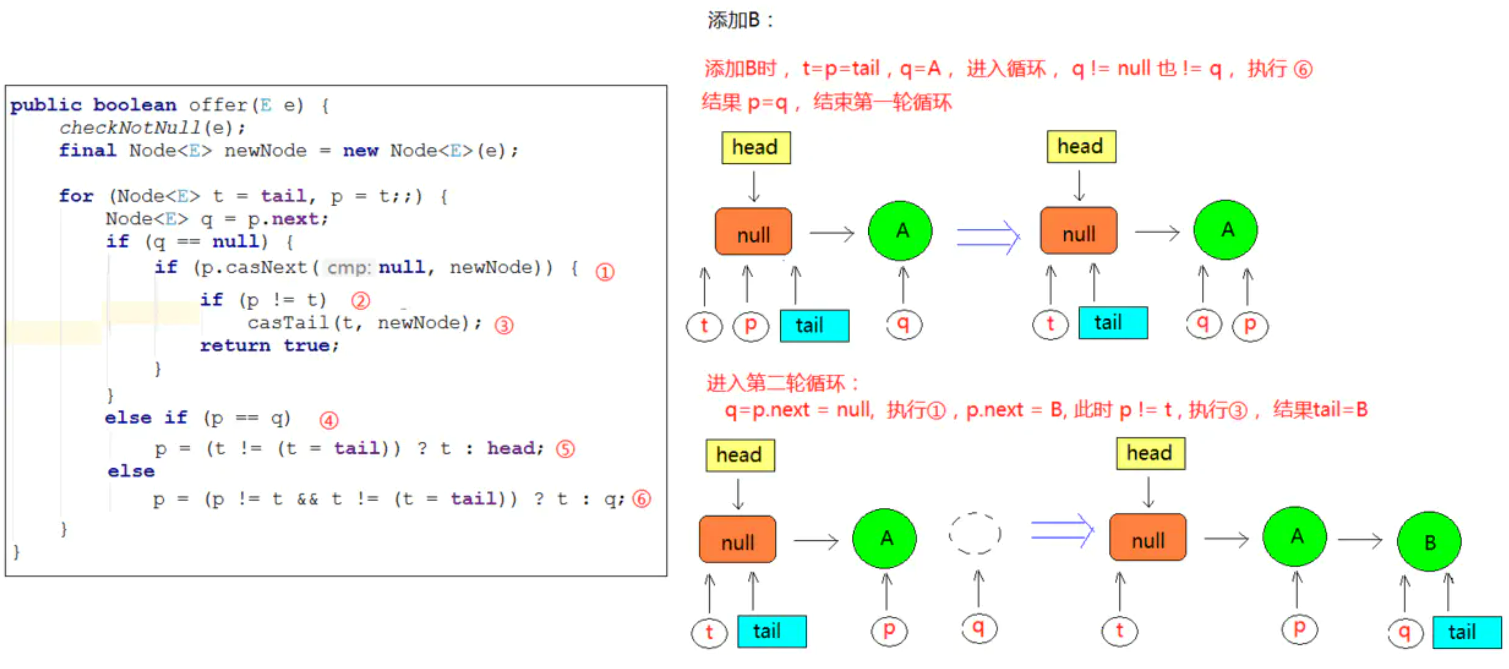 public boolean offer(E e) {
checkNotNull(e);
final Node<E> newNode = new Node<E>(e);
for (Node<E> t = tail, p = t;;) {
Node<E> q = p.next;
if (q == null) {
if (p.casNext( cmp: null, newNode)) { ①
if (p != t) ②
casTail(t, newNode); ③
return true;
}
}
else if (p == q) ④
p = (t != (t = tail)) ? t : head; ⑤
else
p = (p != t && t != (t = tail)) ? t : q; ⑥
}
}
添加B：
添加B时， t=p=tail , q=A ， 进入循环， q != null 也 != q ， 执行 ⑥
结果 p=q ， 结束第一轮循环
head
head
null
A
null
A
t
p
tail
q
t
tail
q
p
进入第二轮循环：
q=p.next = null, 执行① , p.next = B, 此时 p != t , 执行③ ， 结果tail=B
head
head
null
A
null
A
B
t
tail
p
q
t
p
q
tail